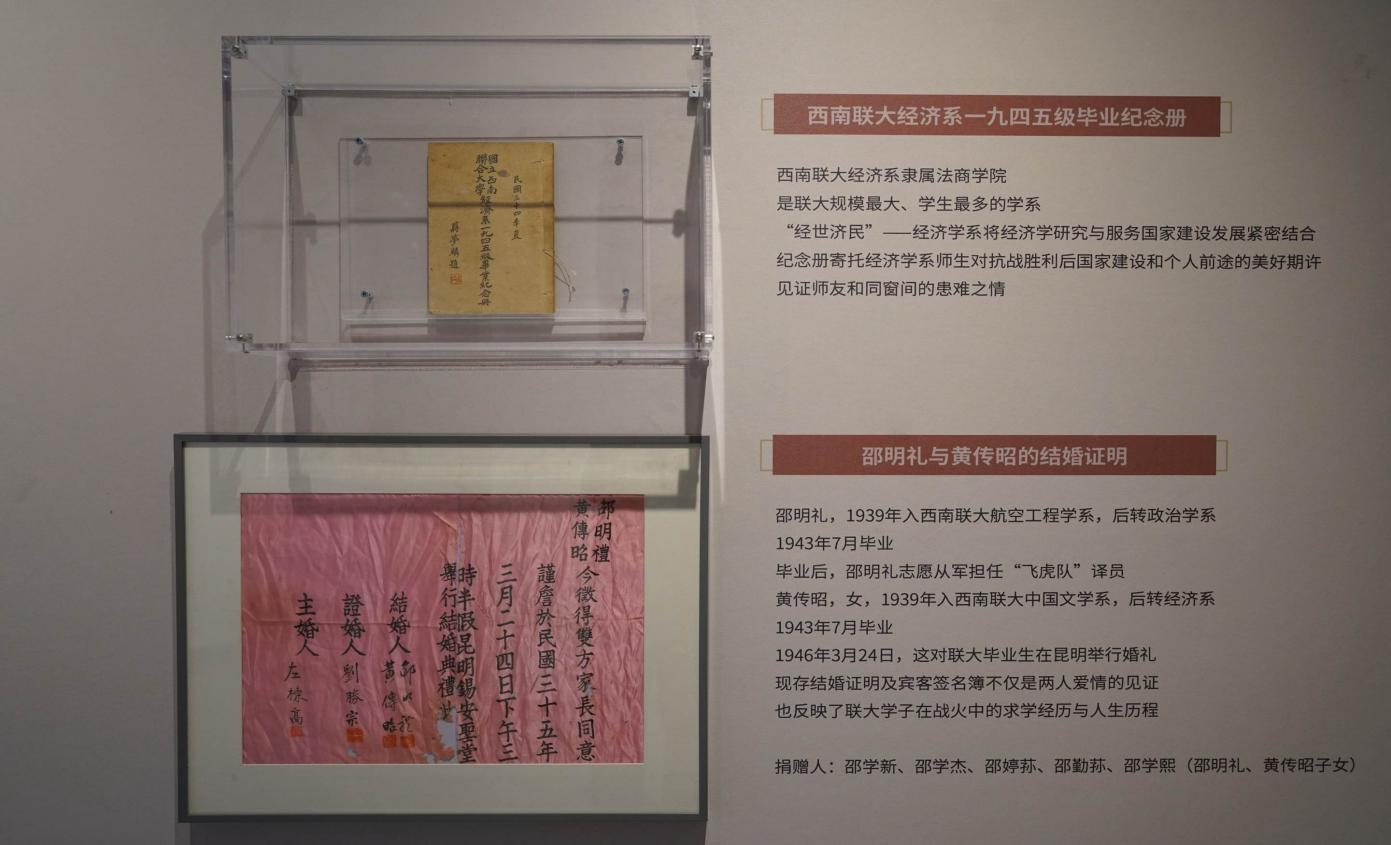 民國三十四年夏
國立西南
聯合大學經濟系一九四五級畢業紀念冊
蔣夢麟題
西南联大经济系一九四五级毕业纪念册
西南联大经济系隶属法商学院
是联大规模最大、学生最多的学系
“经世济民”——经济学系将经济学研究与服务国家建设发展紧密结合
纪念册寄托经济学系师生对抗战胜利后国家建设和个人前途的美好期许
见证师友和同窗间的患难之情
邵明禮
黃傳昭
今徵得雙方家長同意
謹詹於民國三十五年
三月二十四日下午三
時半假昆明錫安聖堂
舉行結婚典禮
結婚人
邵明禮
黃傳昭
證婚人 劉勝宗
主婚人 左棟高
邵明礼与黄传昭的结婚证明
邵明礼，1939年入西南联大航空工程学系，后转政治学系
1943年7月毕业
毕业后，邵明礼志愿从军担任“飞虎队”译员
黄传昭，女，1939年入西南联大中国文学系，后转经济系
1943年7月毕业
1946年3月24日，这对联大毕业生在昆明举行婚礼
现存结婚证明及宾客签名簿不仅是两人爱情的见证
也反映了联大学子在战火中的求学经历与人生历程
捐赠人：邵学新、邵学杰、邵婷荪、邵勤荪、邵学熙（邵明礼、黄传昭子女）